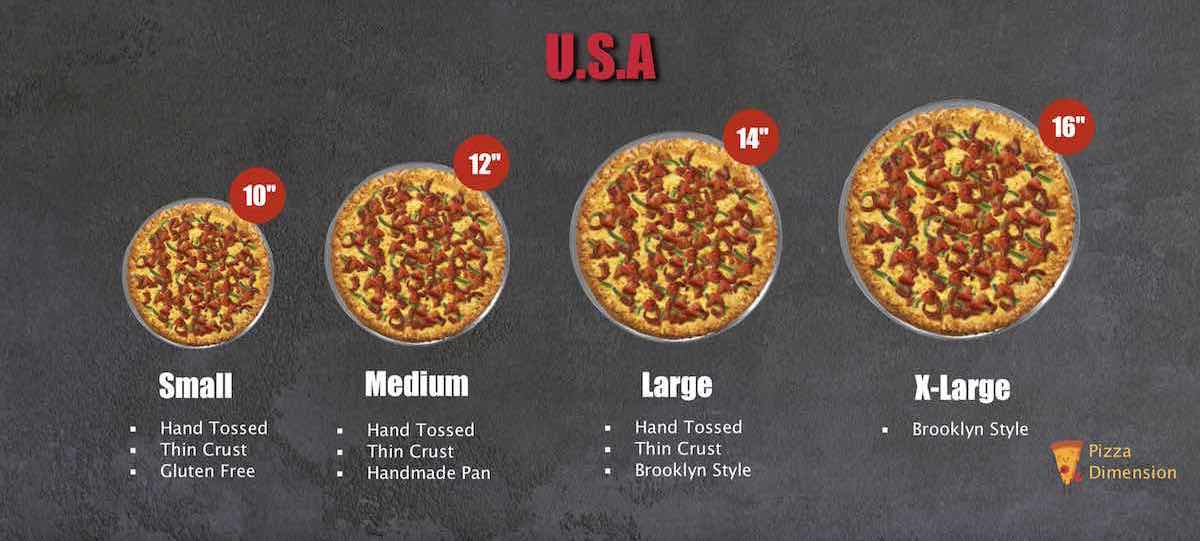 U.S.A
10"
12"
14"
16"
Small
▪ Hand Tossed
▪ Thin Crust
▪ Gluten Free
Medium
▪ Hand Tossed
▪ Thin Crust
▪ Handmade Pan
Large
▪ Hand Tossed
▪ Thin Crust
▪ Brooklyn Style
X-Large
▪ Brooklyn Style
Pizza
Dimension